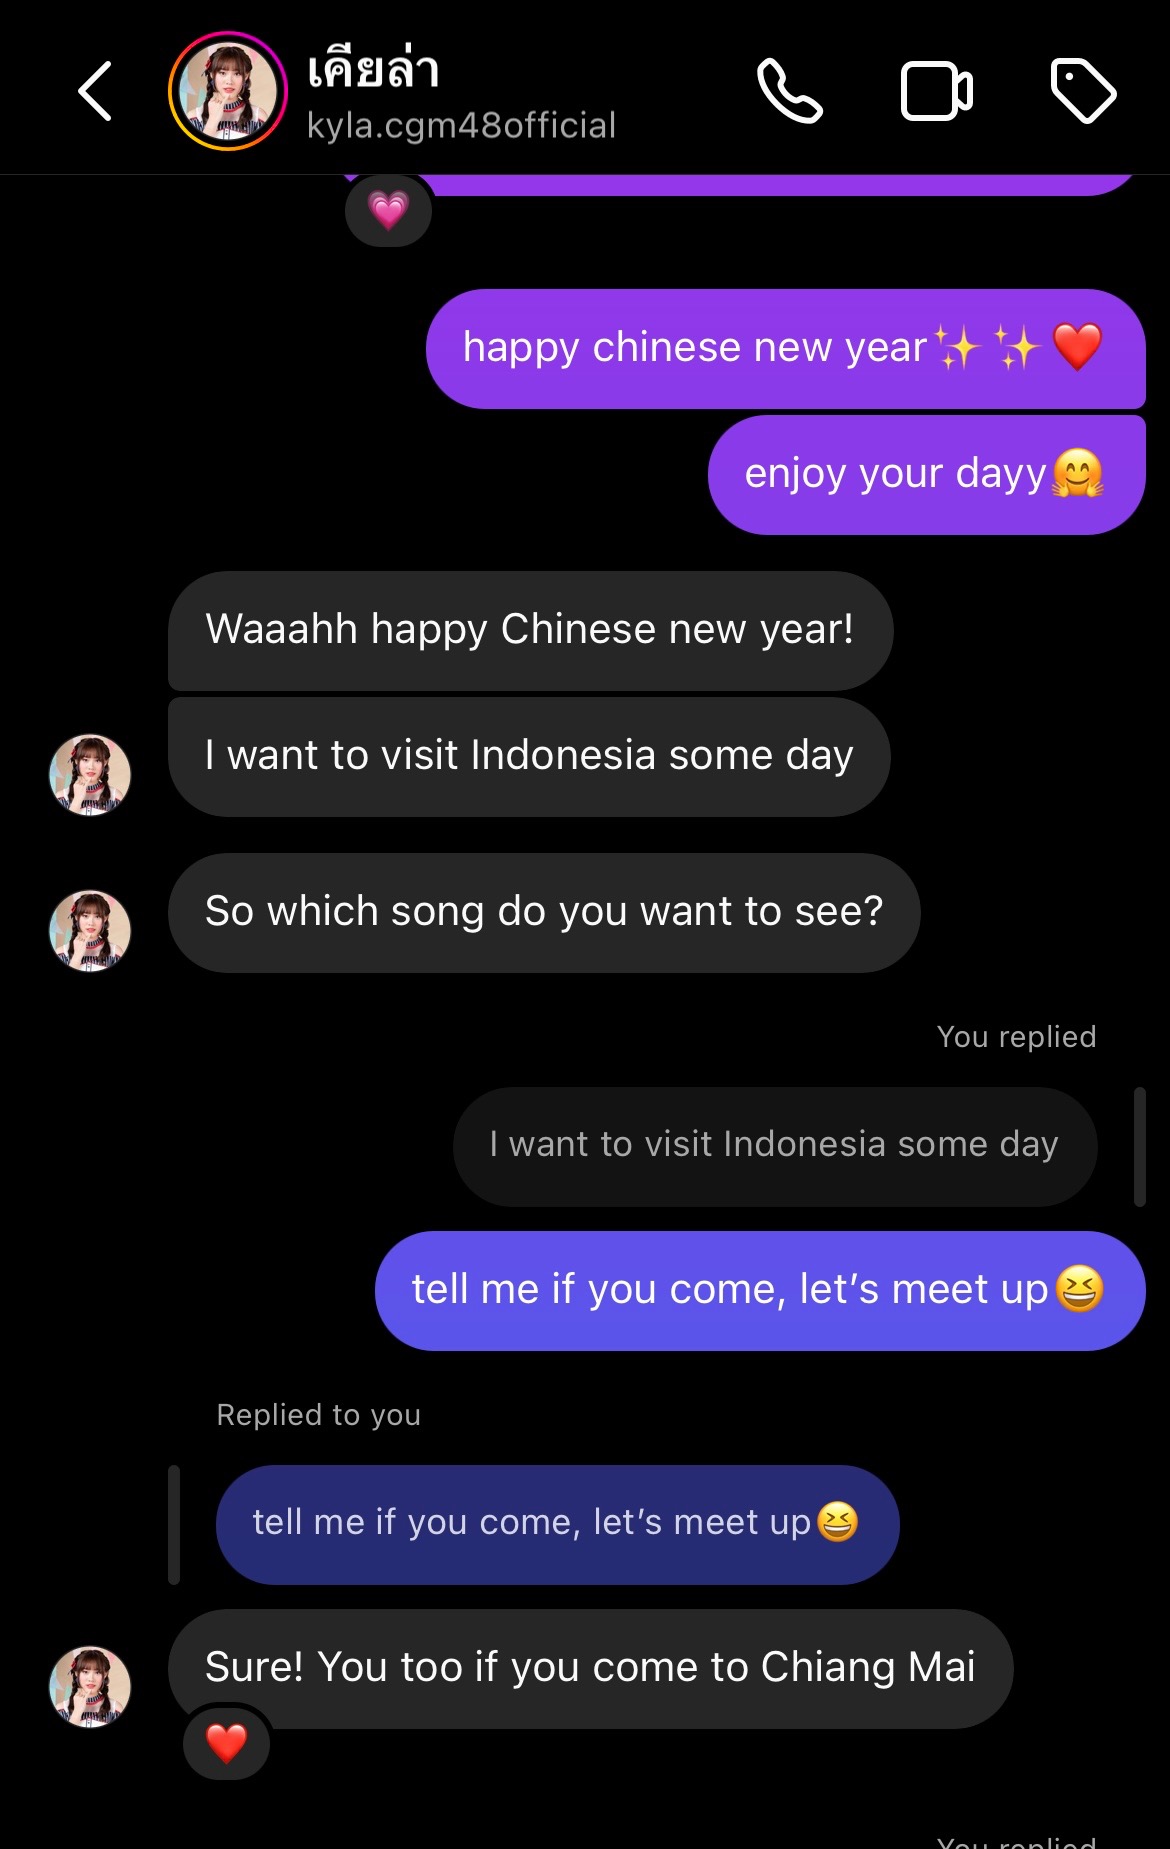 เคียล่า
kyla.cgm48official
💗
happy chinese new year✨✨❤️
enjoy your dayy🤗
Waaahh happy Chinese new year!
I want to visit Indonesia some day
So which song do you want to see?
You replied
I want to visit Indonesia some day
tell me if you come, let’s meet up😆
Replied to you
tell me if you come, let’s meet up😆
Sure! You too if you come to Chiang Mai
❤️
You replied